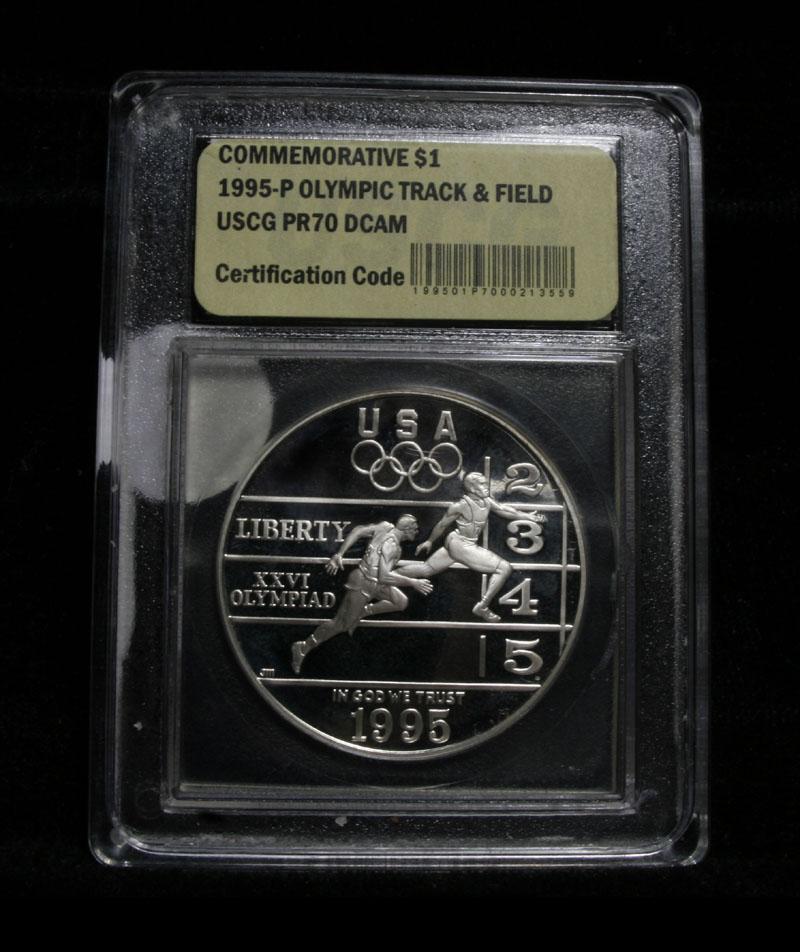 COMMEMORATIVE $1
1995-P OLYMPIC TRACK & FIELD
USCG PR70 DCAM
Certification Code
199501P7000213559
USA
2
LIBERTY
3
XXVI
OLYMPIAD
4
5
JM
IN GOD WE TRUST
1995